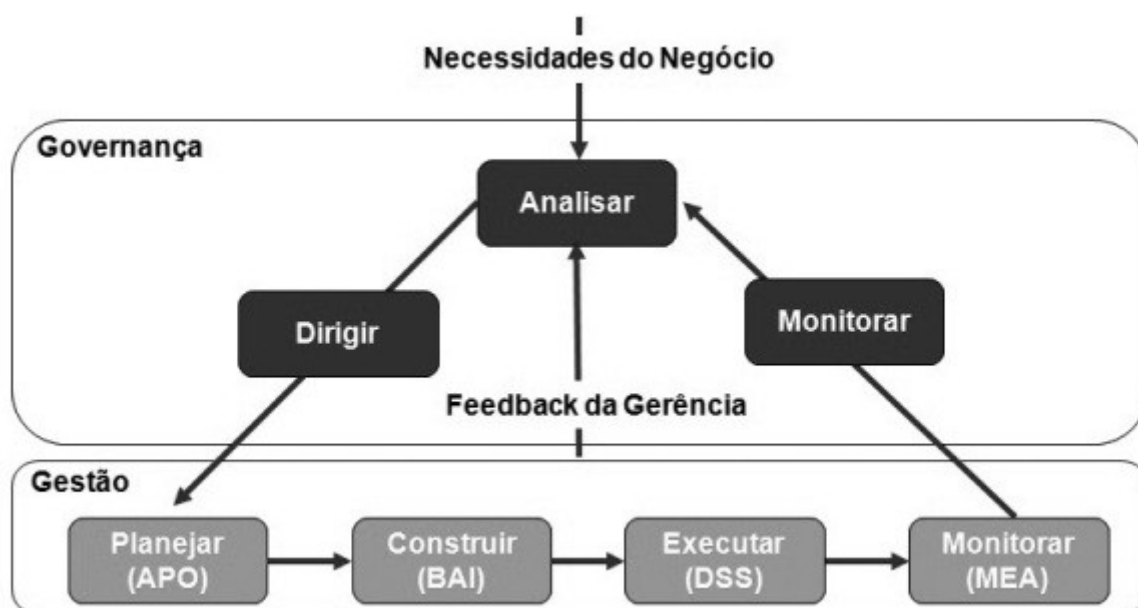 Necessidades do Negócio
Governança
Analisar
Dirigir
Monitorar
Feedback da Gerência
Gestão
Planejar
(APO)
Construir
(BAI)
Executar
(DSS)
Monitorar
(MEA)